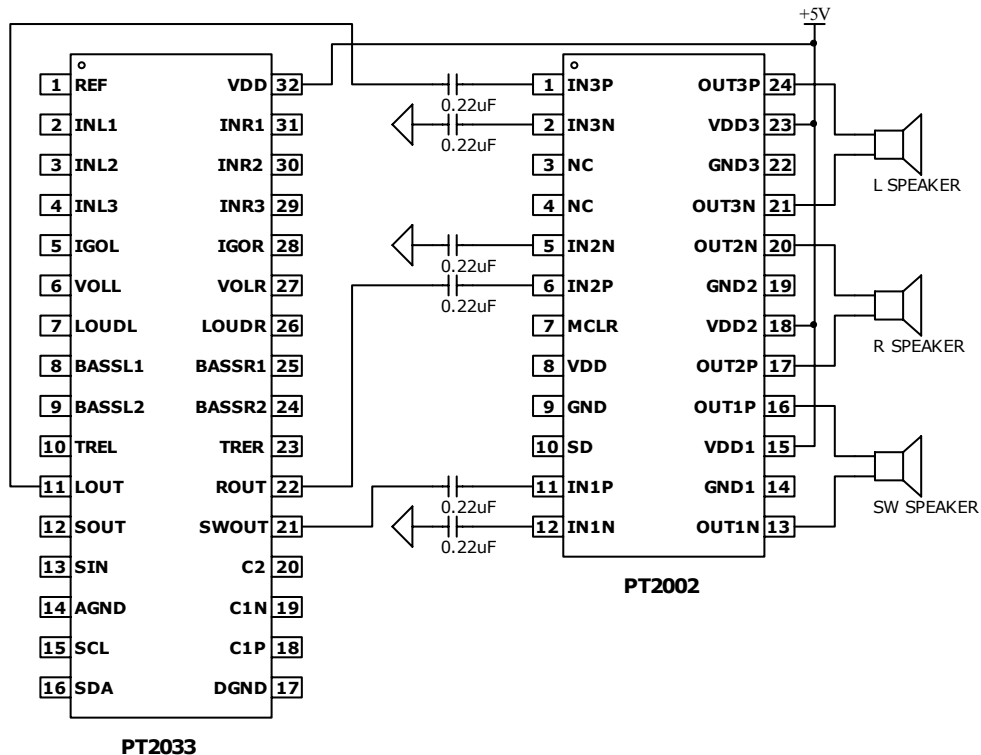 +5V
1 REF VDD 32
2 INL1 INR1 31
3 INL2 INR2 30
4 INL3 INR3 29
5 IGOL IGOR 28
6 VOLL VOLR 27
7 LOUDL LOUDR 26
8 BASSL1 BASSR1 25
9 BASSL2 BASSR2 24
10 TREL TRER 23
11 LOUT ROUT 22
12 SOUT SWOUT 21
13 SIN C2 20
14 AGND C1N 19
15 SCL C1P 18
16 SDA DGND 17
PT2033
0.22uF
0.22uF
0.22uF
0.22uF
0.22uF
0.22uF
1 IN3P OUT3P 24
2 IN3N VDD3 23
3 NC GND3 22
4 NC OUT3N 21
5 IN2N OUT2N 20
6 IN2P GND2 19
7 MCLR VDD2 18
8 VDD OUT2P 17
9 GND OUT1P 16
10 SD VDD1 15
11 IN1P GND1 14
12 IN1N OUT1N 13
PT2002
L SPEAKER
R SPEAKER
SW SPEAKER